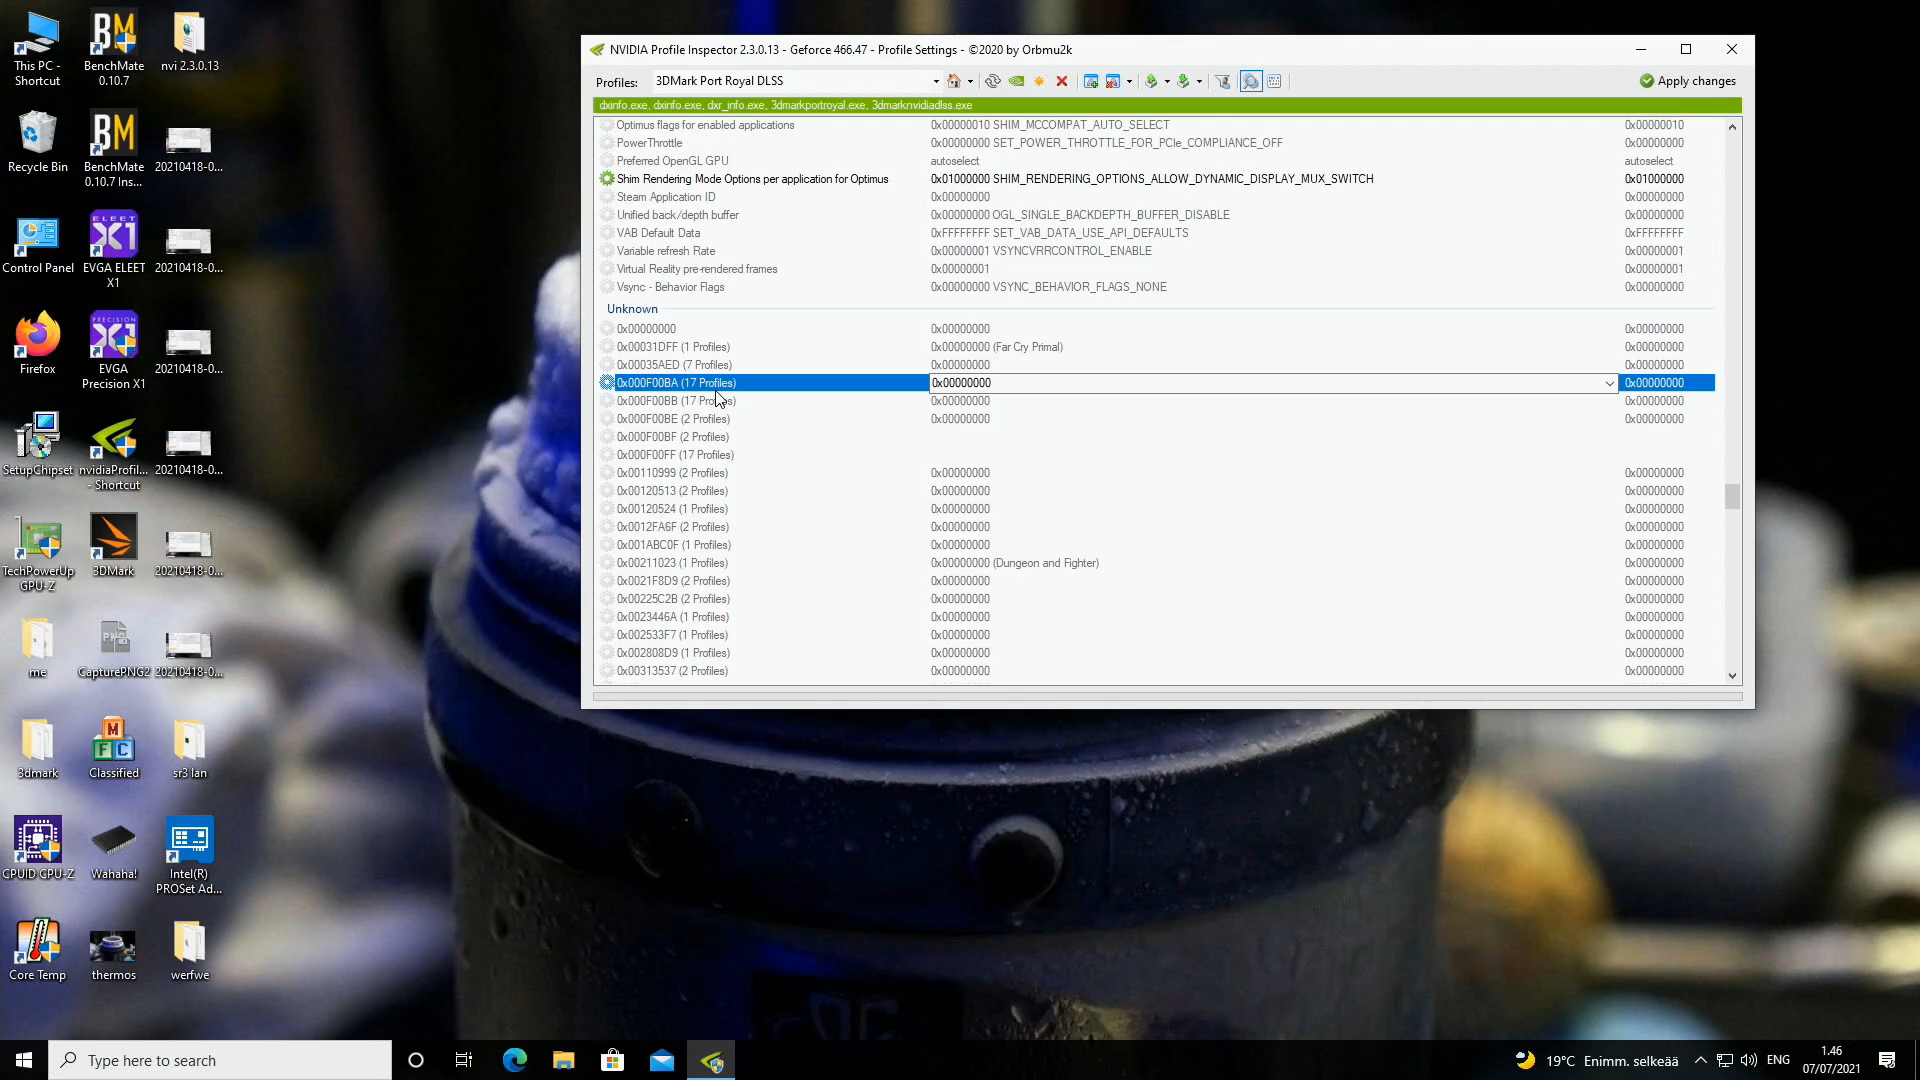 This PC -
Shortcut
BenchMate
0.10.7
nvi 2.3.0.13
Recycle Bin
BenchMate
0.10.7 Ins...
20210418-0...
Control Panel
EVGA ELEET
X1
20210418-0...
Firefox
EVGA
Precision X1
20210418-0...
SetupChipset
nvidiaProfil...
- Shortcut
20210418-0...
TechPowerUp
GPU-Z
3DMark
20210418-0...
me
CapturePNG2
20210418-0...
3dmark
Classified
sr3 lan
CPUID CPU-Z
Wahaha!
Intel(R)
PROSet Ad...
Core Temp
thermos
werfwe
NVIDIA Profile Inspector 2.3.0.13 - Geforce 466.47 - Profile Settings - ©2020 by Orbmu2k
Profiles: 3DMark Port Royal DLSS Apply changes
dxinfo.exe, dxinfo.exe, dxr_info.exe, 3dmarkportroyal.exe, 3dmarknvidiadlss.exe
Optimus flags for enabled applications 0x00000010 SHIM_MCCOMPAT_AUTO_SELECT 0x00000010
PowerThrottle 0x00000000 SET_POWER_THROTTLE_FOR_PCIe_COMPLIANCE_OFF 0x00000000
Preferred OpenGL GPU autoselect autoselect
Shim Rendering Mode Options per application for Optimus 0x01000000 SHIM_RENDERING_OPTIONS_ALLOW_DYNAMIC_DISPLAY_MUX_SWITCH 0x01000000
Steam Application ID 0x00000000 0x00000000
Unified back/depth buffer 0x00000000 OGL_SINGLE_BACKDEPTH_BUFFER_DISABLE 0x00000000
VAB Default Data 0xFFFFFFFF SET_VAB_DATA_USE_API_DEFAULTS 0xFFFFFFFF
Variable refresh Rate 0x00000001 VSYNCVRRCONTROL_ENABLE 0x00000001
Virtual Reality pre-rendered frames 0x00000001 0x00000001
Vsync - Behavior Flags 0x00000000 VSYNC_BEHAVIOR_FLAGS_NONE 0x00000000
Unknown
0x00000000 0x00000000 0x00000000
0x00031DFF (1 Profiles) 0x00000000 (Far Cry Primal) 0x00000000
0x00035AED (7 Profiles) 0x00000000 0x00000000
0x000F00BA (17 Profiles) 0x00000000 0x00000000
0x000F00BB (17 Profiles) 0x00000000 0x00000000
0x000F00BE (2 Profiles) 0x00000000 0x00000000
0x000F00BF (2 Profiles)
0x000F00FF (17 Profiles)
0x00110999 (2 Profiles) 0x00000000 0x00000000
0x00120513 (2 Profiles) 0x00000000 0x00000000
0x00120524 (1 Profiles) 0x00000000 0x00000000
0x0012FA6F (2 Profiles) 0x00000000 0x00000000
0x001ABC0F (1 Profiles) 0x00000000 0x00000000
0x00211023 (1 Profiles) 0x00000000 (Dungeon and Fighter) 0x00000000
0x0021F8D9 (2 Profiles) 0x00000000 0x00000000
0x00225C2B (2 Profiles) 0x00000000 0x00000000
0x0023446A (1 Profiles) 0x00000000 0x00000000
0x002533F7 (1 Profiles) 0x00000000 0x00000000
0x002808D9 (1 Profiles) 0x00000000 0x00000000
0x00313537 (2 Profiles) 0x00000000 0x00000000
Type here to search
19°C Enimm. selkeää
ENG
1.46
07/07/2021